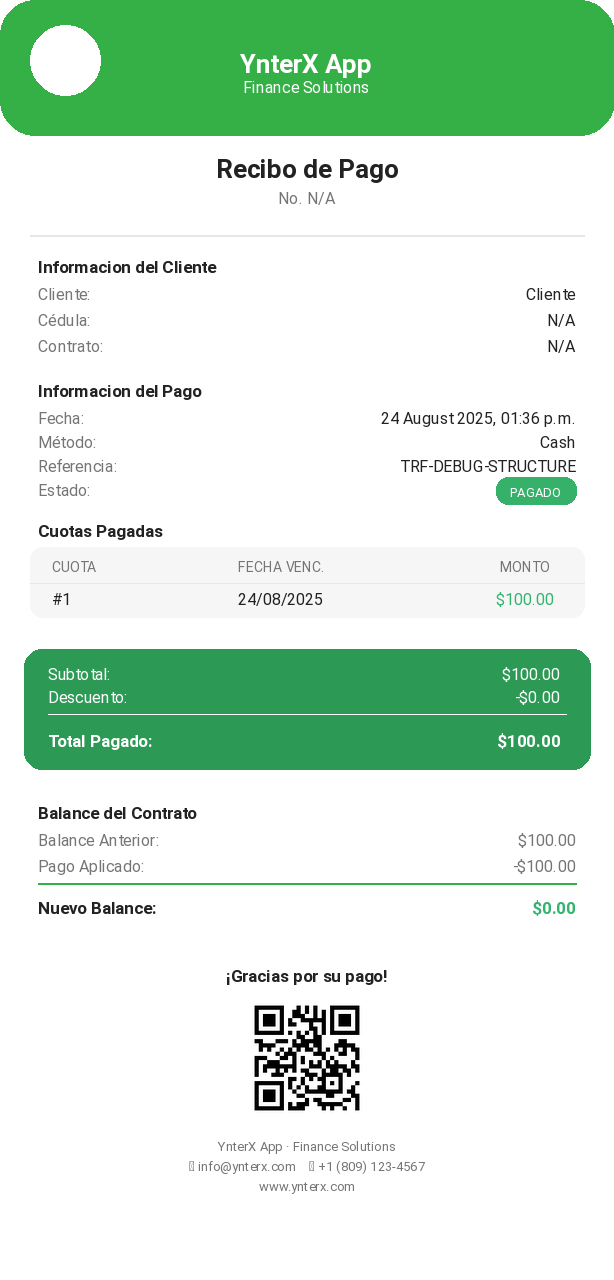 YnterX App
Finance Solutions
Recibo de Pago
No. N/A
Informacion del Cliente
Cliente: Cliente
Cédula: N/A
Contrato: N/A
Informacion del Pago
Fecha: 24 August 2025, 01:36 p.m.
Método: Cash
Referencia: TRF-DEBUG-STRUCTURE
Estado: PAGADO
Cuotas Pagadas
CUOTA FECHA VENC. MONTO
#1 24/08/2025 $100.00
Subtotal: $100.00
Descuento: -$0.00
Total Pagado: $100.00
Balance del Contrato
Balance Anterior: $100.00
Pago Aplicado: -$100.00
Nuevo Balance: $0.00
¡Gracias por su pago!
YnterX App · Finance Solutions
info@ynterx.com +1 (809) 123-4567
www.ynterx.com